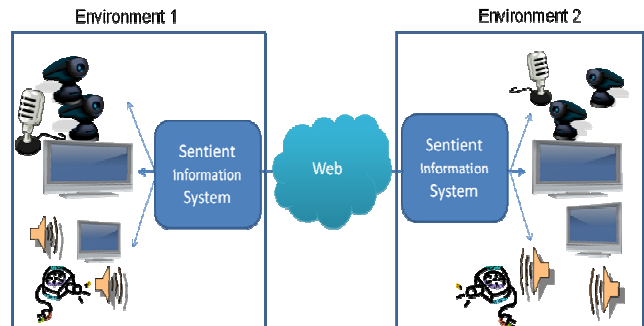 Environment 1
Environment 2
Sentient
Information
System
Web
Sentient
Information
System